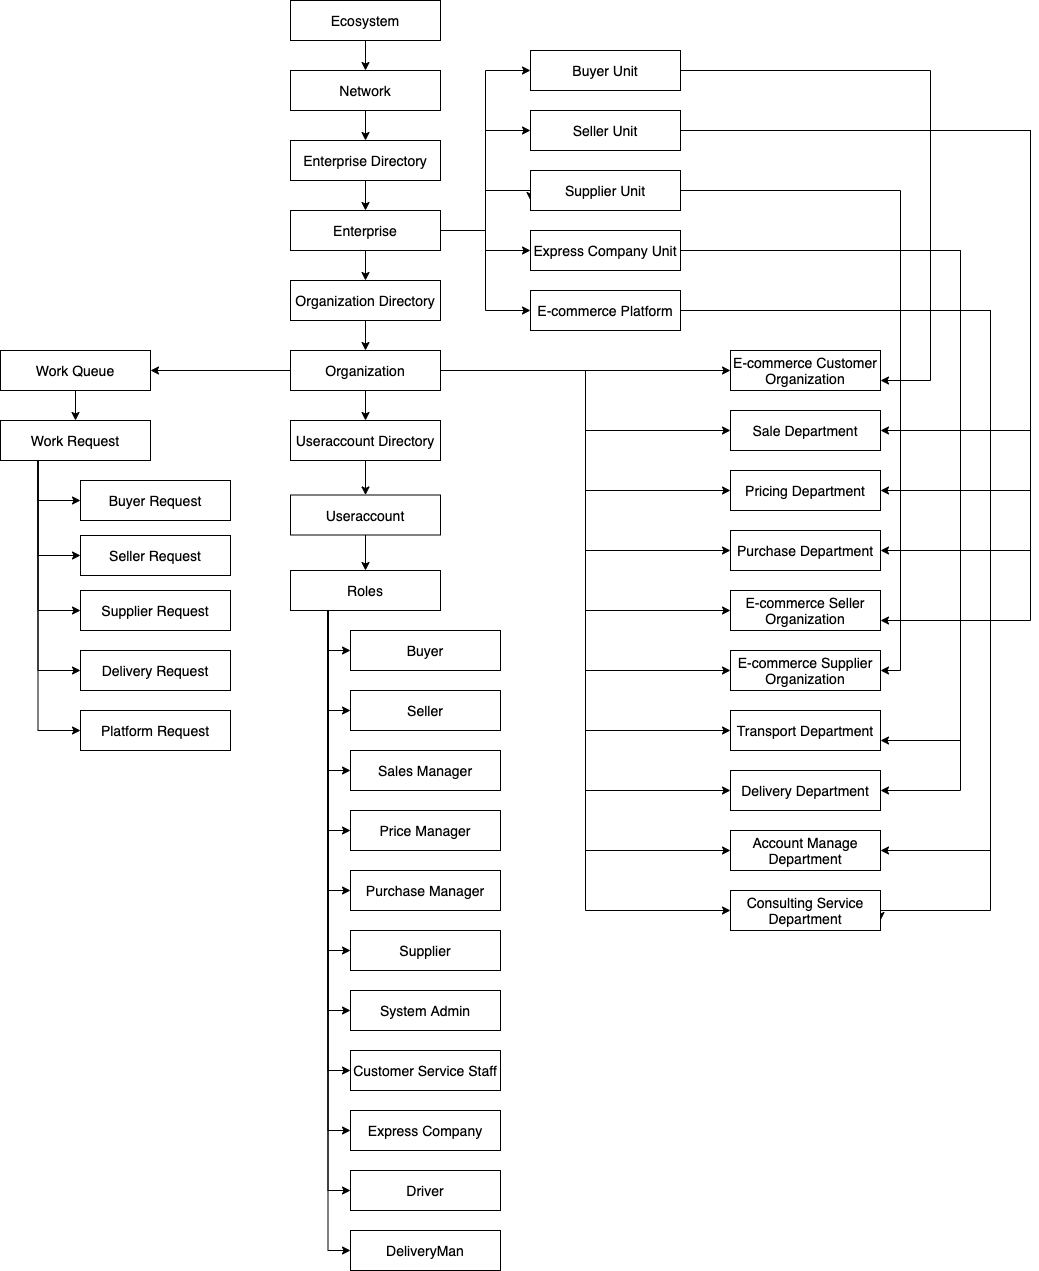 Ecosystem
Network
Enterprise Directory
Enterprise
Organization Directory
Organization
Useraccount Directory
Useraccount
Roles
Buyer
Seller
Sales Manager
Price Manager
Purchase Manager
Supplier
System Admin
Customer Service Staff
Express Company
Driver
DeliveryMan
Work Queue
Work Request
Buyer Request
Seller Request
Supplier Request
Delivery Request
Platform Request
Buyer Unit
Seller Unit
Supplier Unit
Express Company Unit
E-commerce Platform
E-commerce Customer
Organization
Sale Department
Pricing Department
Purchase Department
E-commerce Seller
Organization
E-commerce Supplier
Organization
Transport Department
Delivery Department
Account Manage
Department
Consulting Service
Department